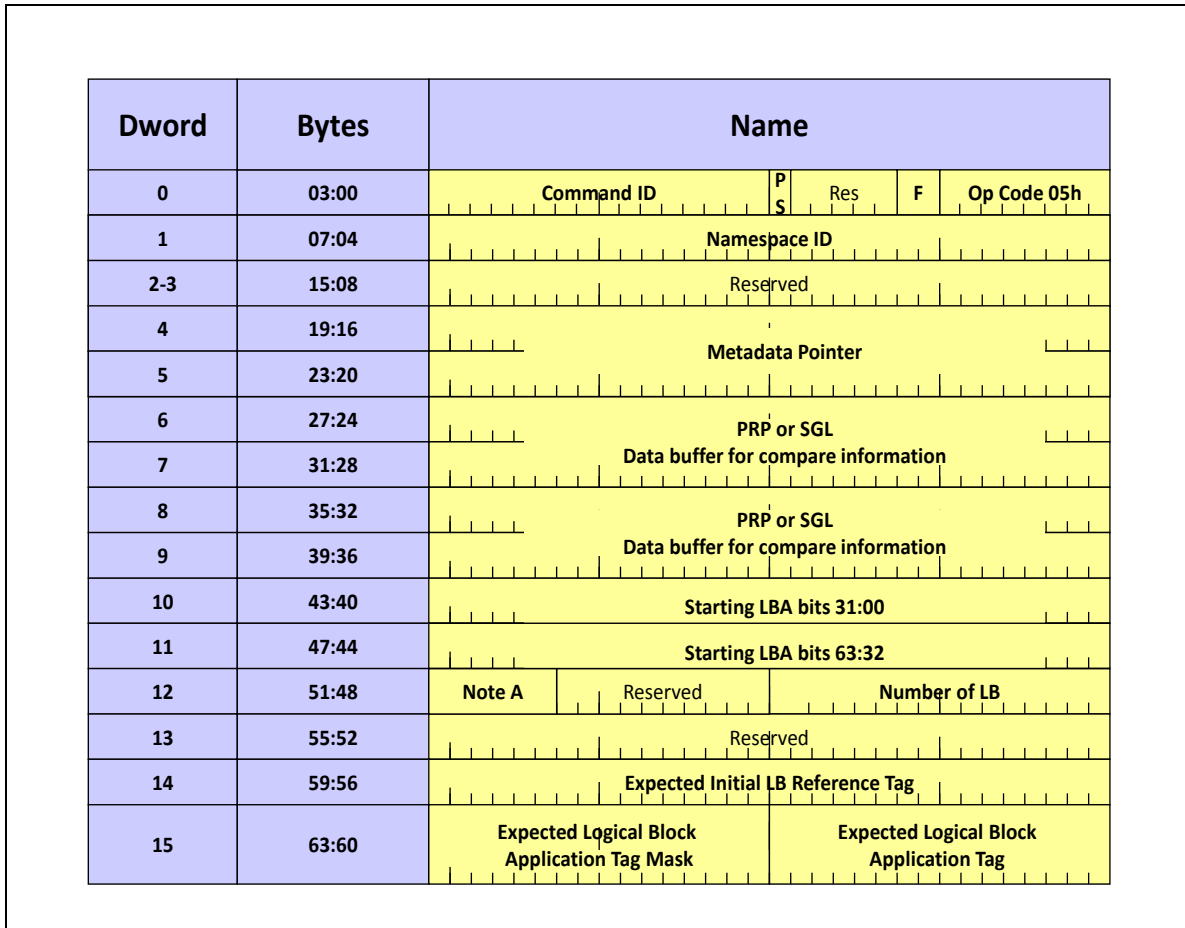 Dword Bytes Name
0 03:00 Command ID P S Res F Op Code 05h
1 07:04 Namespace ID
2-3 15:08 Reserved
4 19:16
Metadata Pointer
5 23:20
6 27:24 PRP or SGL
7 31:28 Data buffer for compare information
8 35:32 PRP or SGL
9 39:36 Data buffer for compare information
10 43:40 Starting LBA bits 31:00
11 47:44 Starting LBA bits 63:32
12 51:48 Note A Reserved Number of LB
13 55:52 Reserved
14 59:56 Expected Initial LB Reference Tag
15 63:60 Expected Logical Block Application Tag Mask Expected Logical Block Application Tag